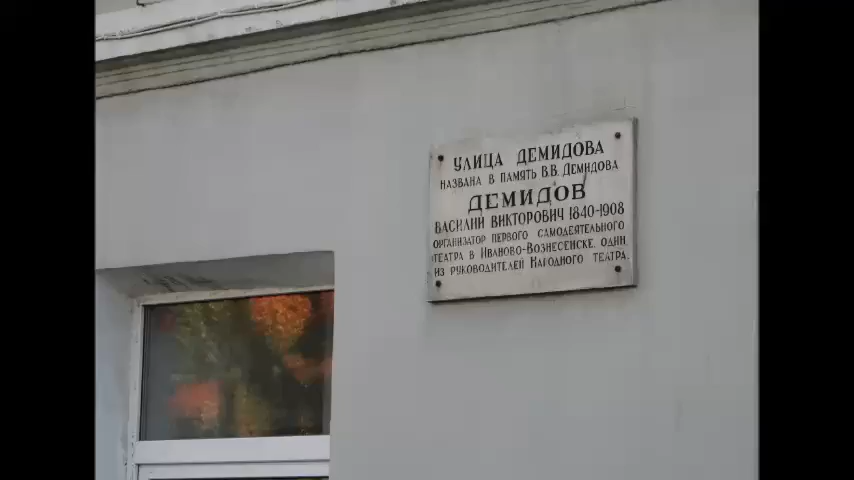 УЛИЦА ДЕМИДОВА
НАЗВАНА В ПАМЯТЬ В.В. ДЕМИДОВА
ДЕМИДОВ
ВАСИЛИЙ ВИКТОРОВИЧ 1840-1908
ОРГАНИЗАТОР ПЕРВОГО САМОДЕЯТЕЛЬНОГО
ТЕАТРА В ИВАНОВО-ВОЗНЕСЕНСКЕ, ОДИН
ИЗ РУКОВОДИТЕЛЕЙ НАРОДНОГО ТЕАТРА.